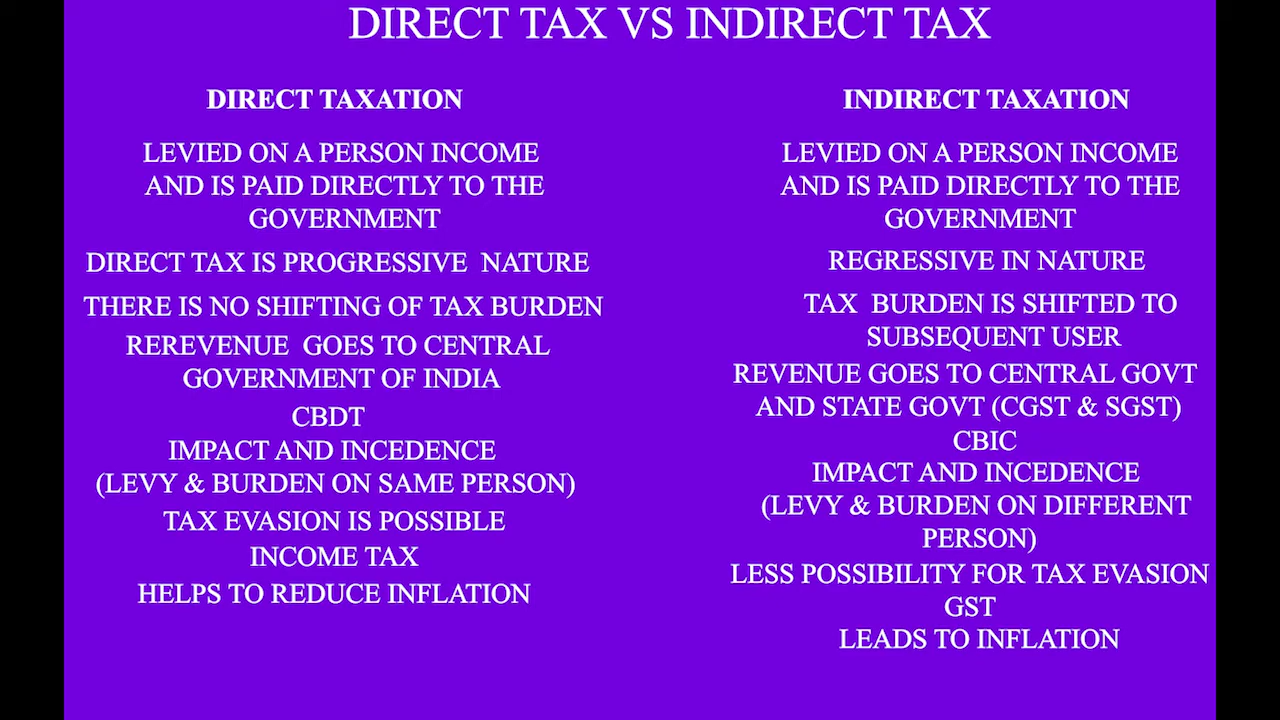 DIRECT TAX VS INDIRECT TAX
DIRECT TAXATION
LEVIED ON A PERSON INCOME
AND IS PAID DIRECTLY TO THE
GOVERNMENT
DIRECT TAX IS PROGRESSIVE NATURE
THERE IS NO SHIFTING OF TAX BURDEN
REREVENUE GOES TO CENTRAL
GOVERNMENT OF INDIA
CBDT
IMPACT AND INCEDENCE
(LEVY & BURDEN ON SAME PERSON)
TAX EVASION IS POSSIBLE
INCOME TAX
HELPS TO REDUCE INFLATION
INDIRECT TAXATION
LEVIED ON A PERSON INCOME
AND IS PAID DIRECTLY TO THE
GOVERNMENT
REGRESSIVE IN NATURE
TAX BURDEN IS SHIFTED TO
SUBSEQUENT USER
REVENUE GOES TO CENTRAL GOVT
AND STATE GOVT (CGST & SGST)
CBIC
IMPACT AND INCEDENCE
(LEVY & BURDEN ON DIFFERENT
PERSON)
LESS POSSIBILITY FOR TAX EVASION
GST
LEADS TO INFLATION